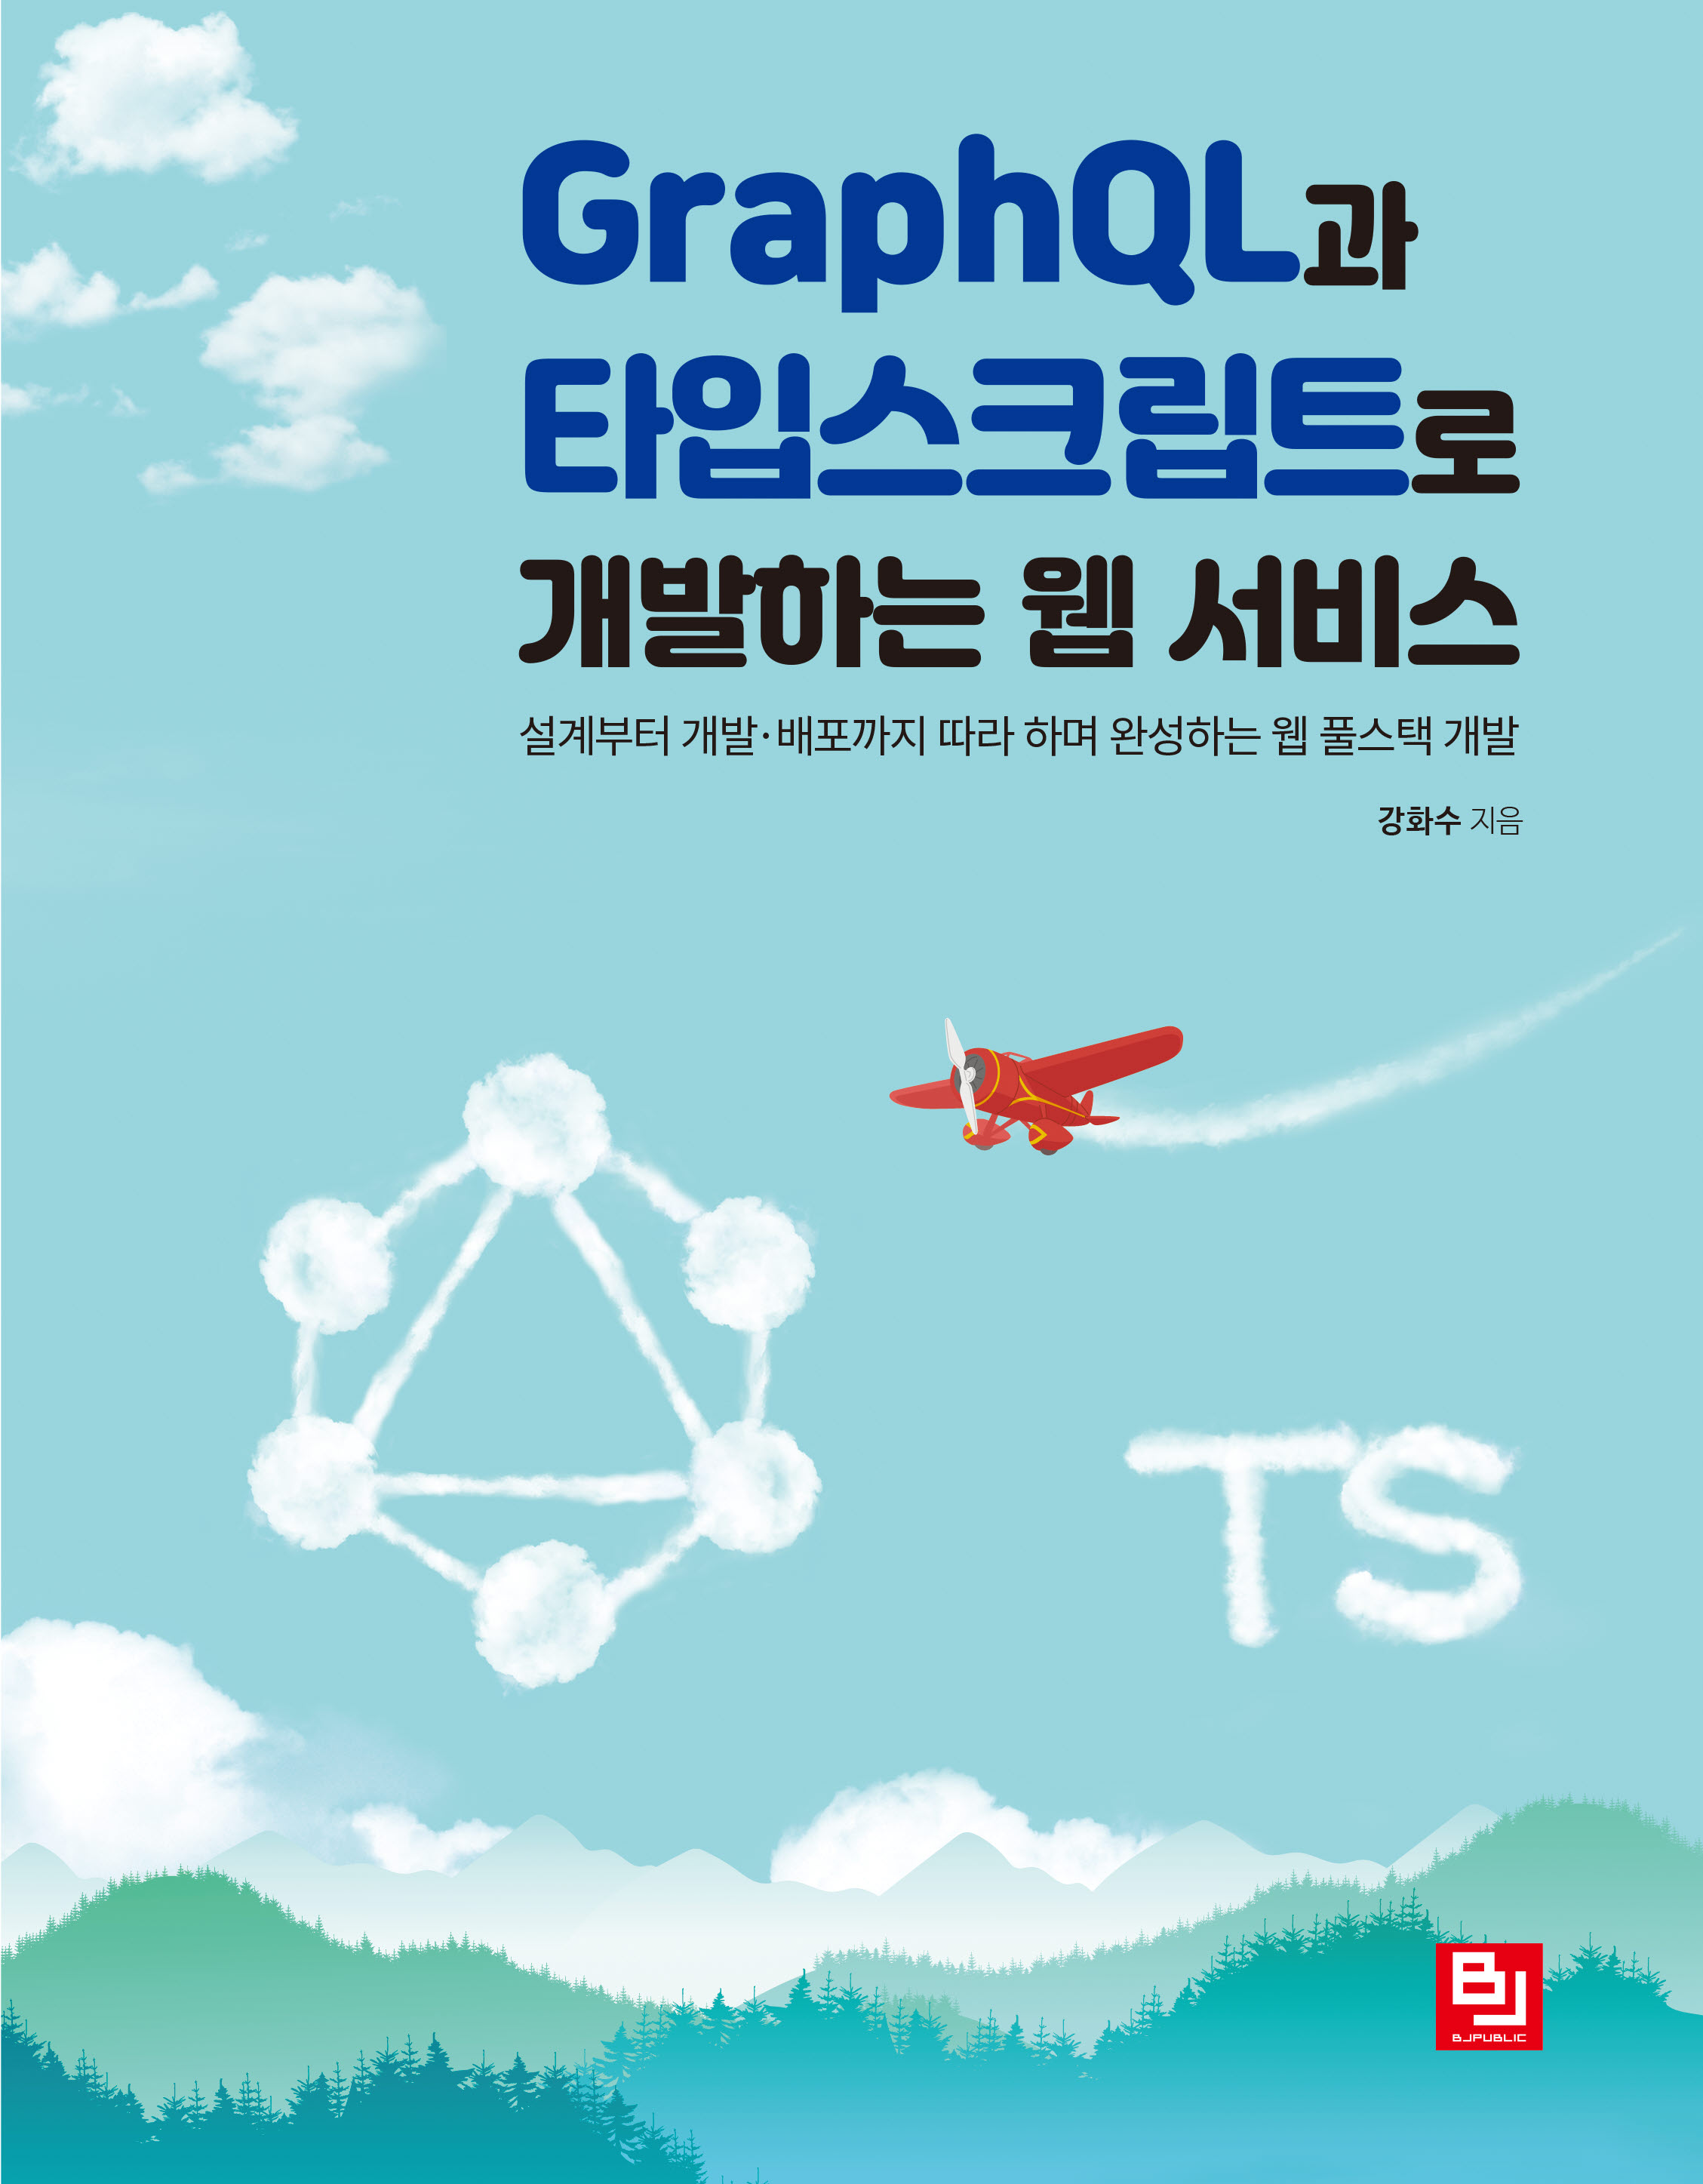 GraphQL과
타입스크립트로
개발하는 웹 서비스
설계부터 개발·배포까지 따라 하며 완성하는 웹 풀스택 개발
강화수 지음
TS
BJ
BJPUBLIC